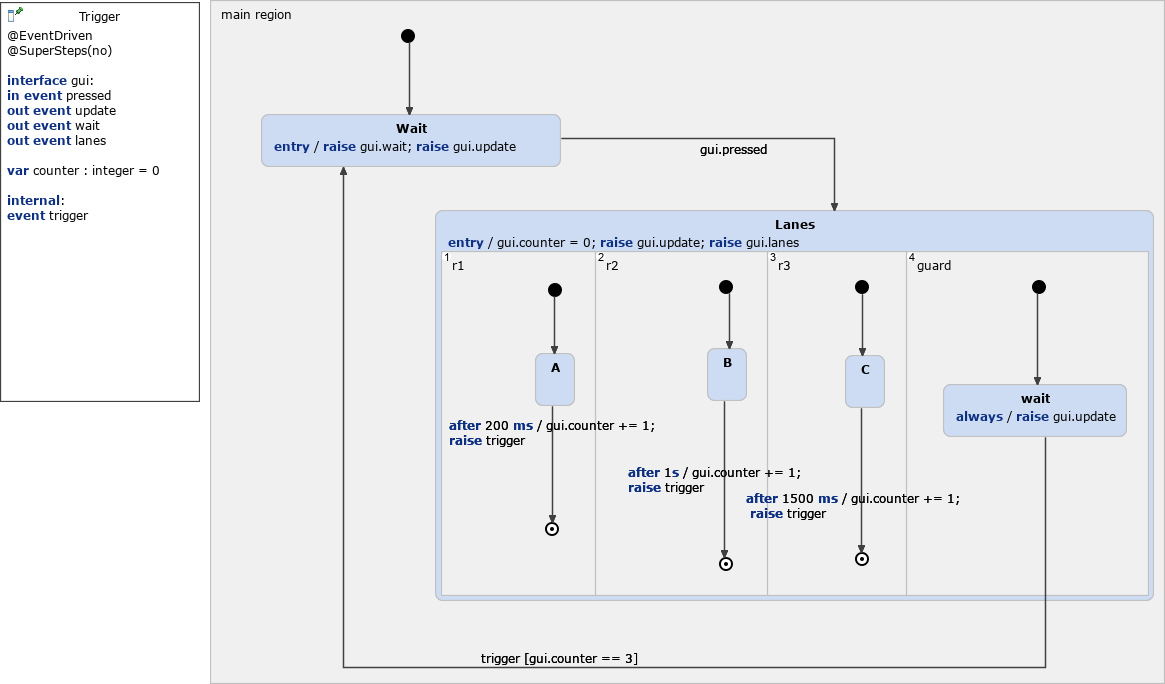 Trigger
@EventDriven
@SuperSteps(no)
interface gui:
in event pressed
out event update
out event wait
out event lanes
var counter : integer = 0
internal:
event trigger
main region
Wait
entry / raise gui.wait; raise gui.update
gui.pressed
Lanes
entry / gui.counter = 0; raise gui.update; raise gui.lanes
1 r1
2 r2
3 r3
4 guard
A
B
C
wait
always / raise gui.update
after 200 ms / gui.counter += 1;
raise trigger
after 1s / gui.counter += 1;
raise trigger
after 1500 ms / gui.counter += 1;
raise trigger
trigger [gui.counter == 3]